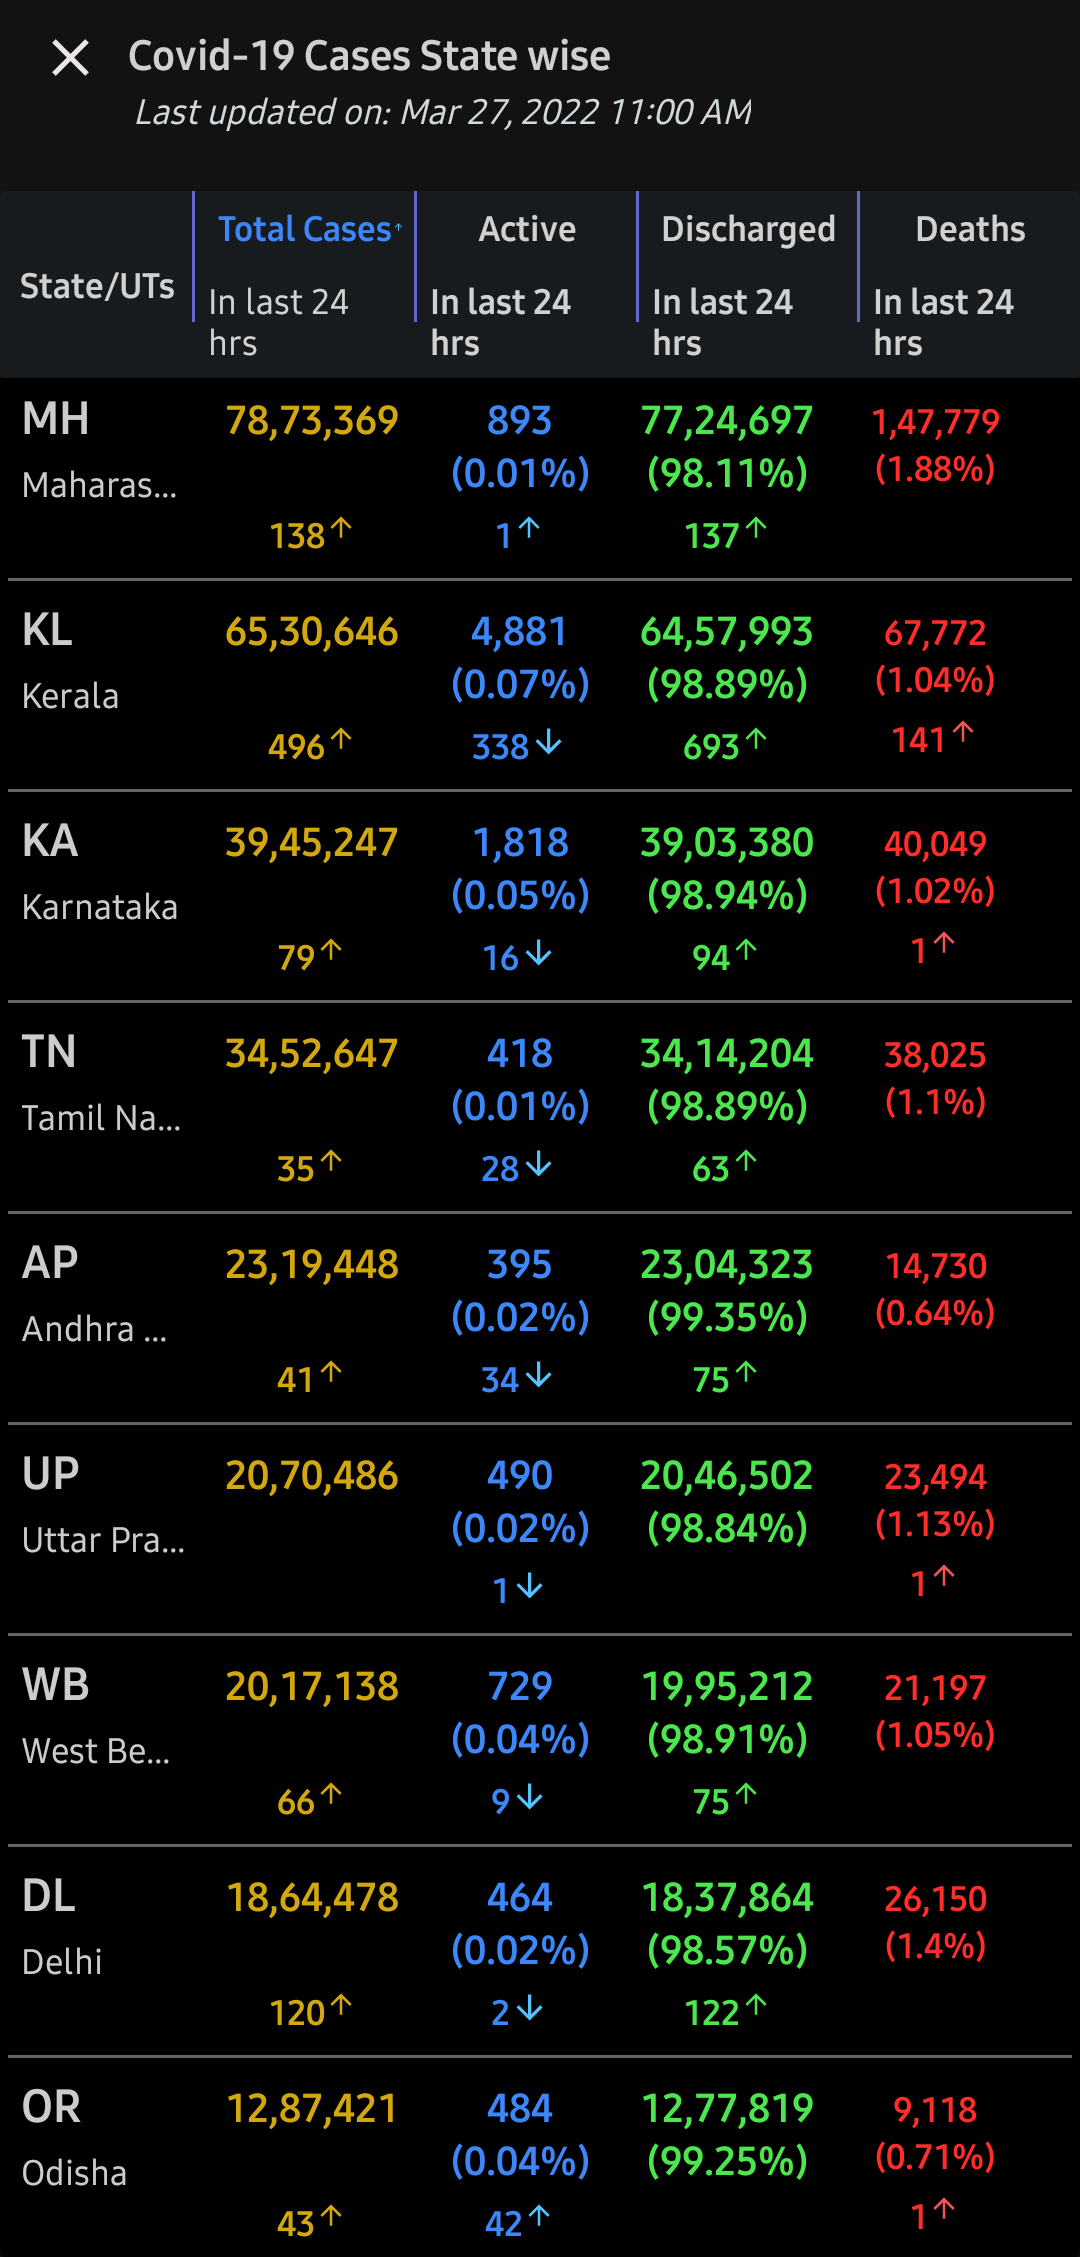 Covid-19 Cases State wise
Last updated on: Mar 27, 2022 11:00 AM
State/UTs
Total Cases↑ Active Discharged Deaths
In last 24 hrs In last 24 hrs In last 24 hrs In last 24 hrs
MH 78,73,369 893 77,24,697 1,47,779
Maharas... (0.01%) (98.11%) (1.88%)
138↑ 1↑ 137↑
KL 65,30,646 4,881 64,57,993 67,772
Kerala (0.07%) (98.89%) (1.04%)
496↑ 338↓ 693↑ 141↑
KA 39,45,247 1,818 39,03,380 40,049
Karnataka (0.05%) (98.94%) (1.02%)
79↑ 16↓ 94↑ 1↑
TN 34,52,647 418 34,14,204 38,025
Tamil Na... (0.01%) (98.89%) (1.1%)
35↑ 28↓ 63↑
AP 23,19,448 395 23,04,323 14,730
Andhra ... (0.02%) (99.35%) (0.64%)
41↑ 34↓ 75↑
UP 20,70,486 490 20,46,502 23,494
Uttar Pra... (0.02%) (98.84%) (1.13%)
1↓ 1↑
WB 20,17,138 729 19,95,212 21,197
West Be... (0.04%) (98.91%) (1.05%)
66↑ 9↓ 75↑
DL 18,64,478 464 18,37,864 26,150
Delhi (0.02%) (98.57%) (1.4%)
120↑ 2↓ 122↑
OR 12,87,421 484 12,77,819 9,118
Odisha (0.04%) (99.25%) (0.71%)
43↑ 42↑ 1↑